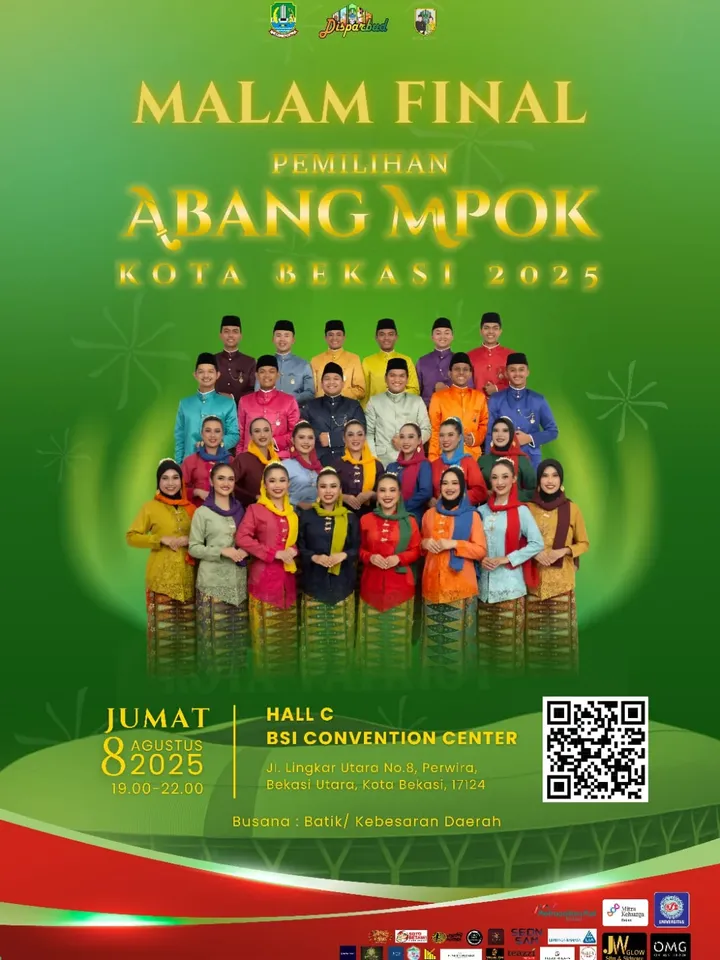 Disparbud
MALAM FINAL
PEMILIHAN
ABANG MPOK
KOTA BEKASI 2025
JUMAT
8 AGUSTUS
2025
19.00-22.00
HALL C
BSI CONVENTION CENTER
Jl. Lingkar Utara No.8, Perwira,
Bekasi Utara, Kota Bekasi, 17124
Busana : Batik/ Kebesaran Daerah
Mitra
Keluarga
UNIVERSITAS
JW GLOW
OMG